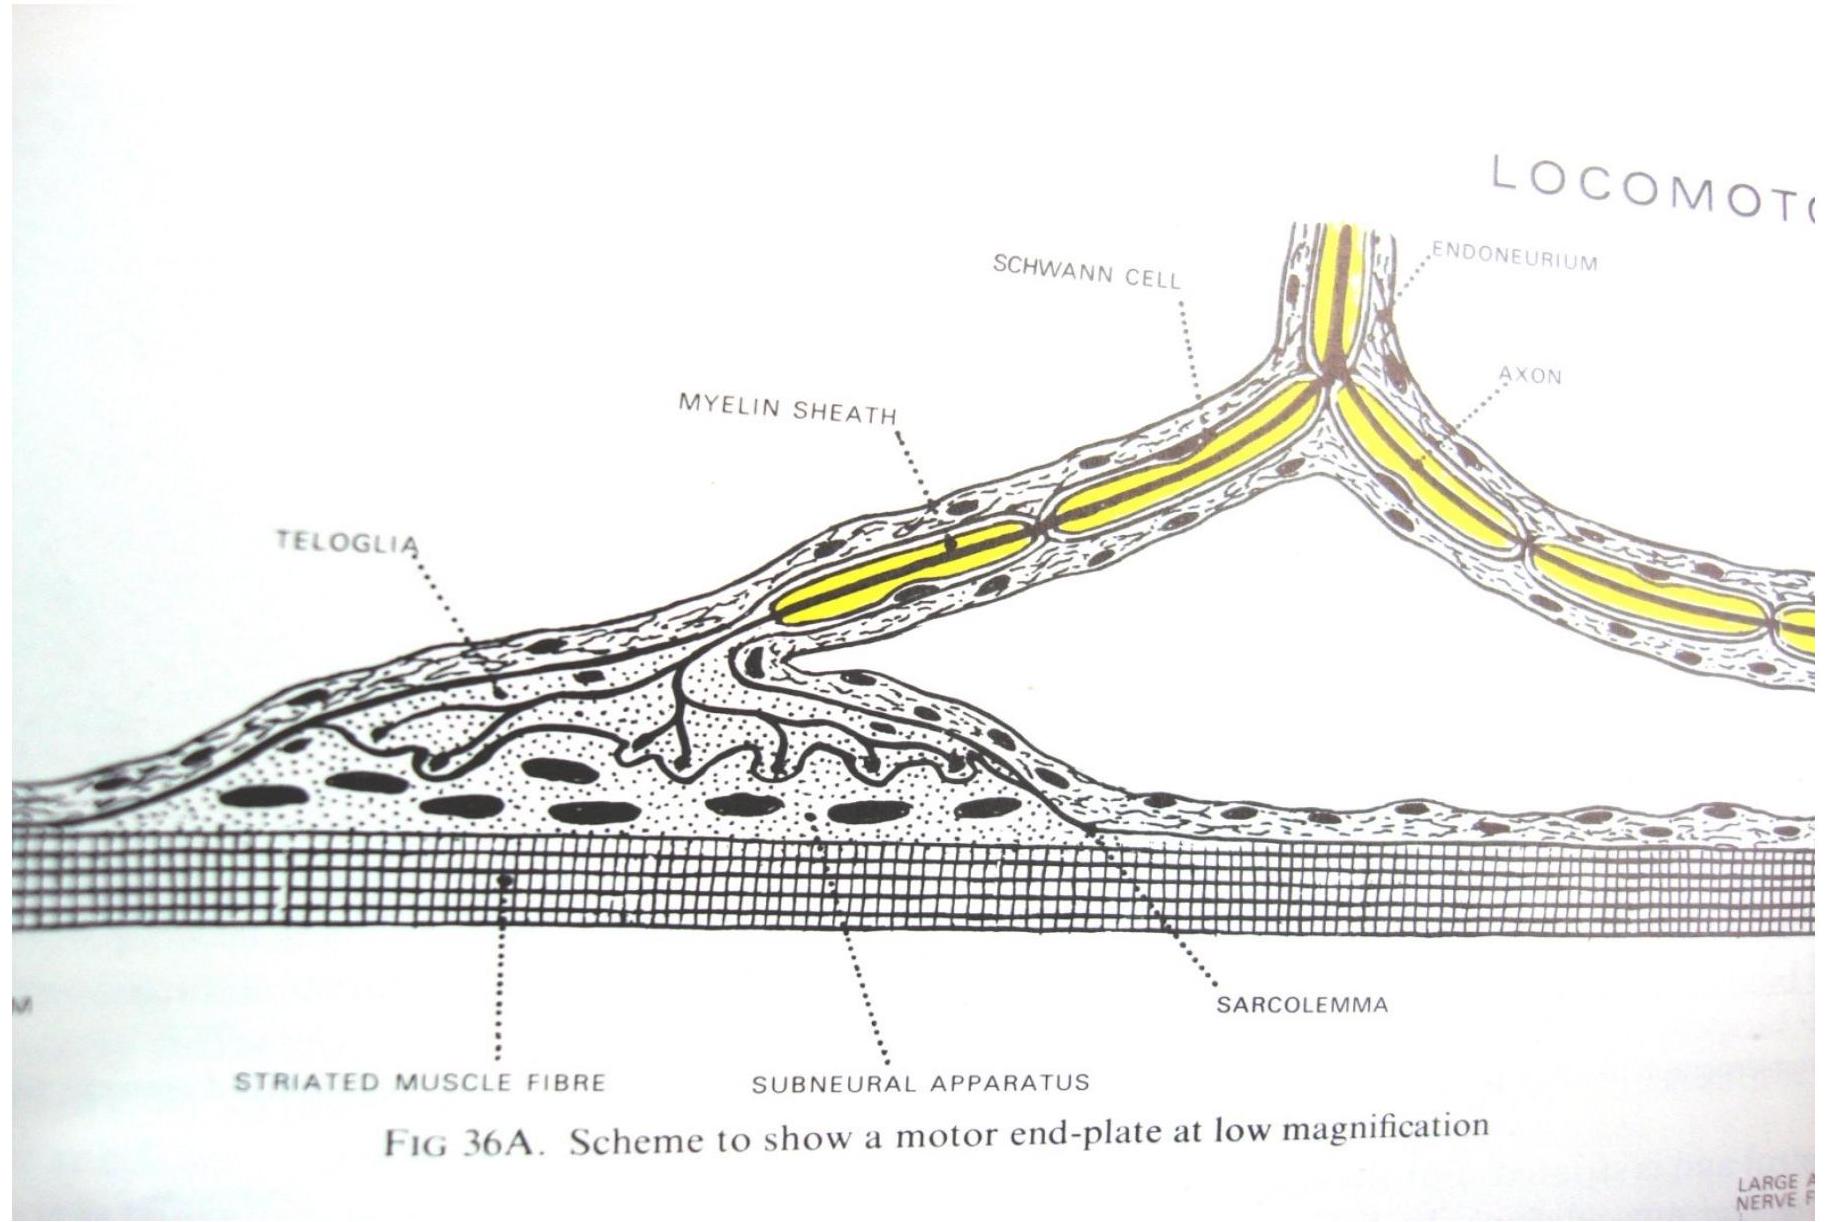 LOCOMOTO
ENDONEURIUM
SCHWANN CELL
AXON
MYELIN SHEATH
TELOGLIA
M
SARCOLEMMA
STRIATED MUSCLE FIBRE
SUBNEURAL APPARATUS
FIG 36A. Scheme to show a motor end-plate at low magnification
LARGE A
NERVE F